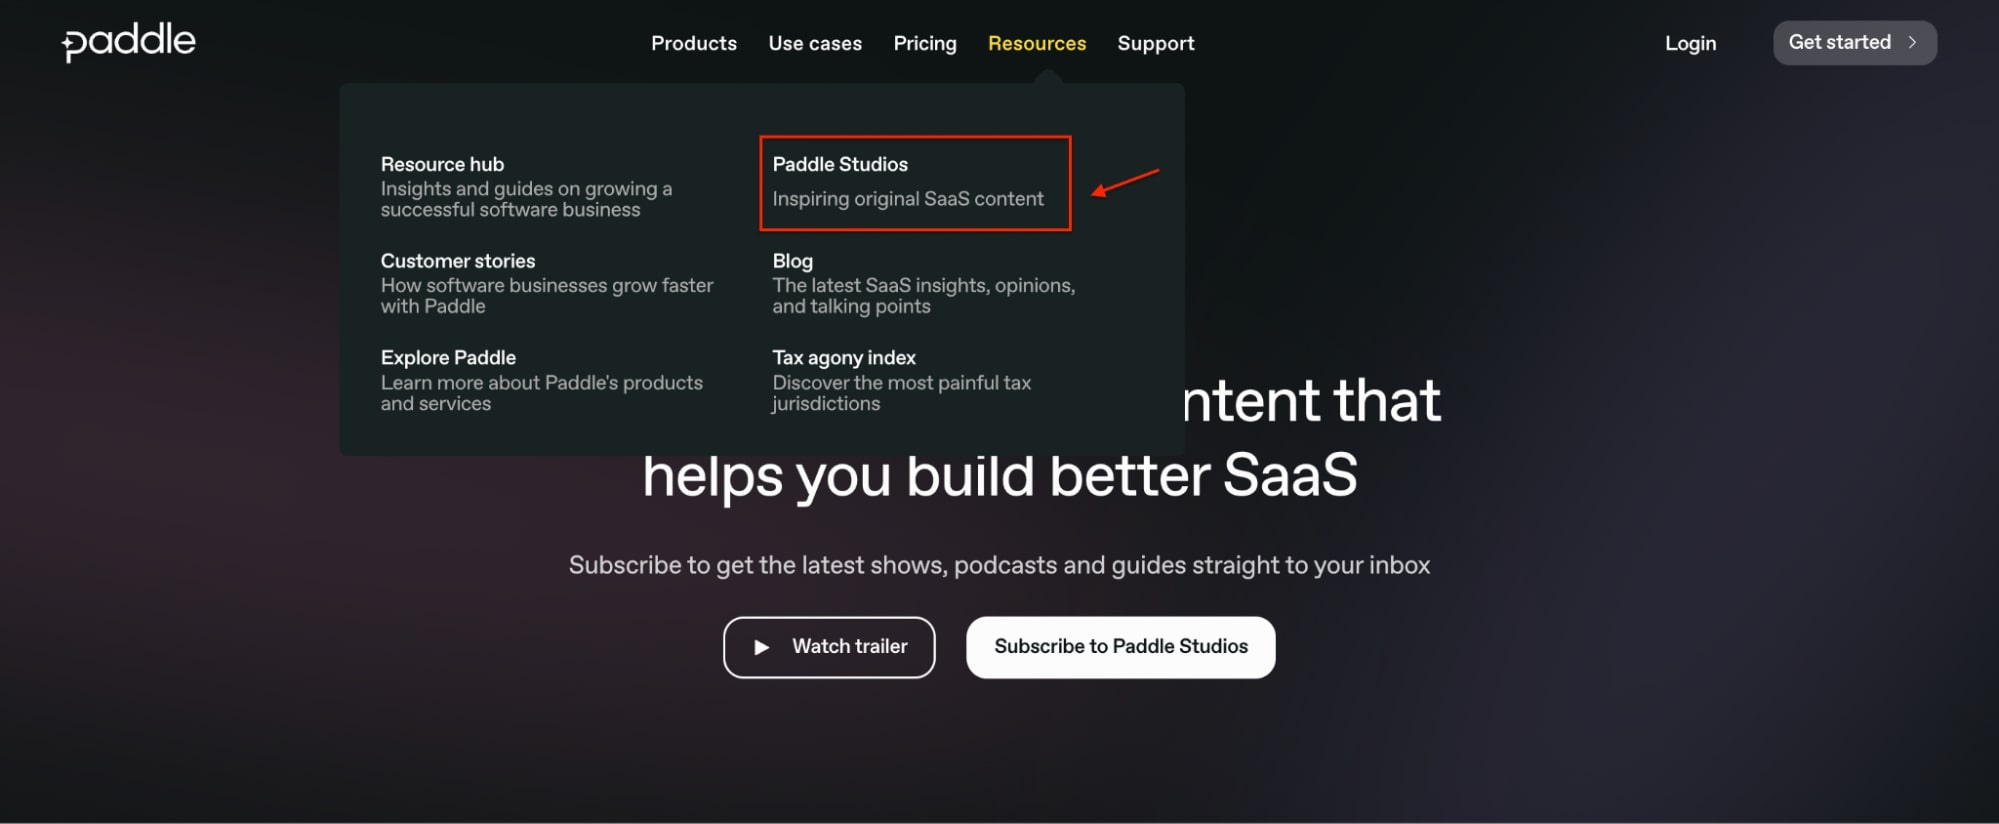 paddle
Products
Use cases
Pricing
Resources
Support
Login
Get started
Resource hub
Insights and guides on growing a
successful software business
Paddle Studios
Inspiring original SaaS content
Customer stories
How software businesses grow faster
with Paddle
Blog
The latest SaaS insights, opinions,
and talking points
Explore Paddle
Learn more about Paddle's products
and services
Tax agony index
Discover the most painful tax
jurisdictions
ntent that
helps you build better SaaS
Subscribe to get the latest shows, podcasts and guides straight to your inbox
Watch trailer
Subscribe to Paddle Studios